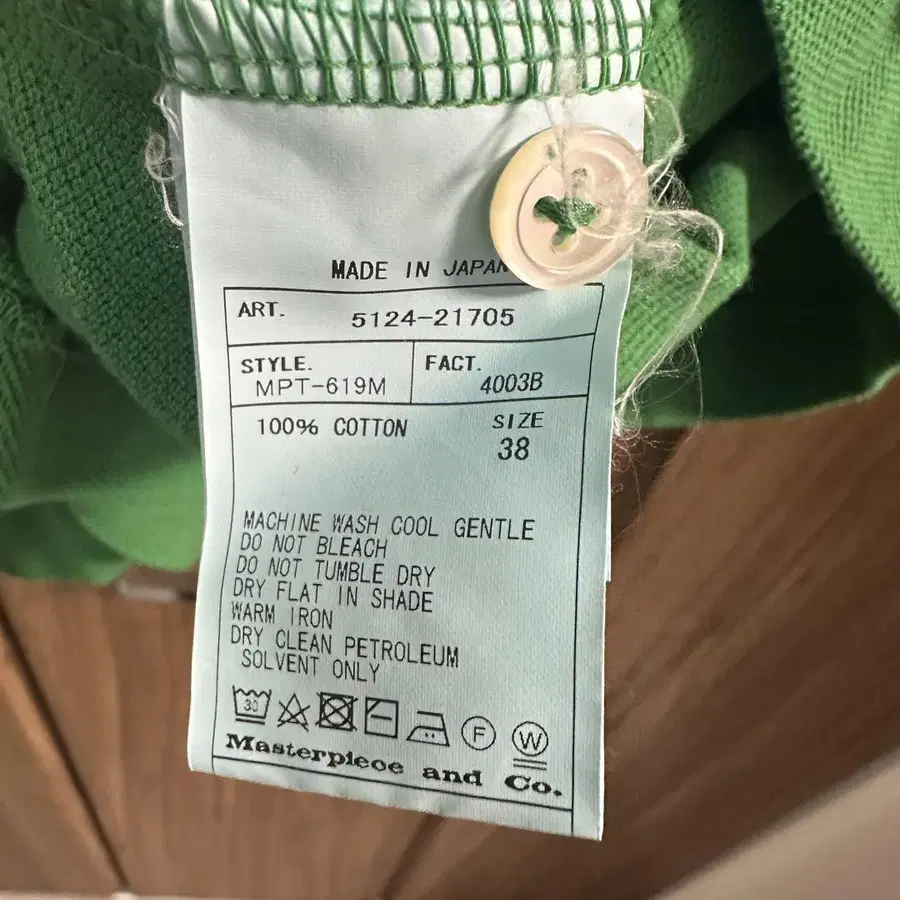 MADE IN JAPAN
ART. 5124-21705
STYLE. FACT.
MPT-619M 4003B
100% COTTON SIZE
38
MACHINE WASH COOL GENTLE
DO NOT BLEACH
DO NOT TUMBLE DRY
DRY FLAT IN SHADE
WARM IRON
DRY CLEAN PETROLEUM
SOLVENT ONLY
30 F W
Masterpiece and Co.